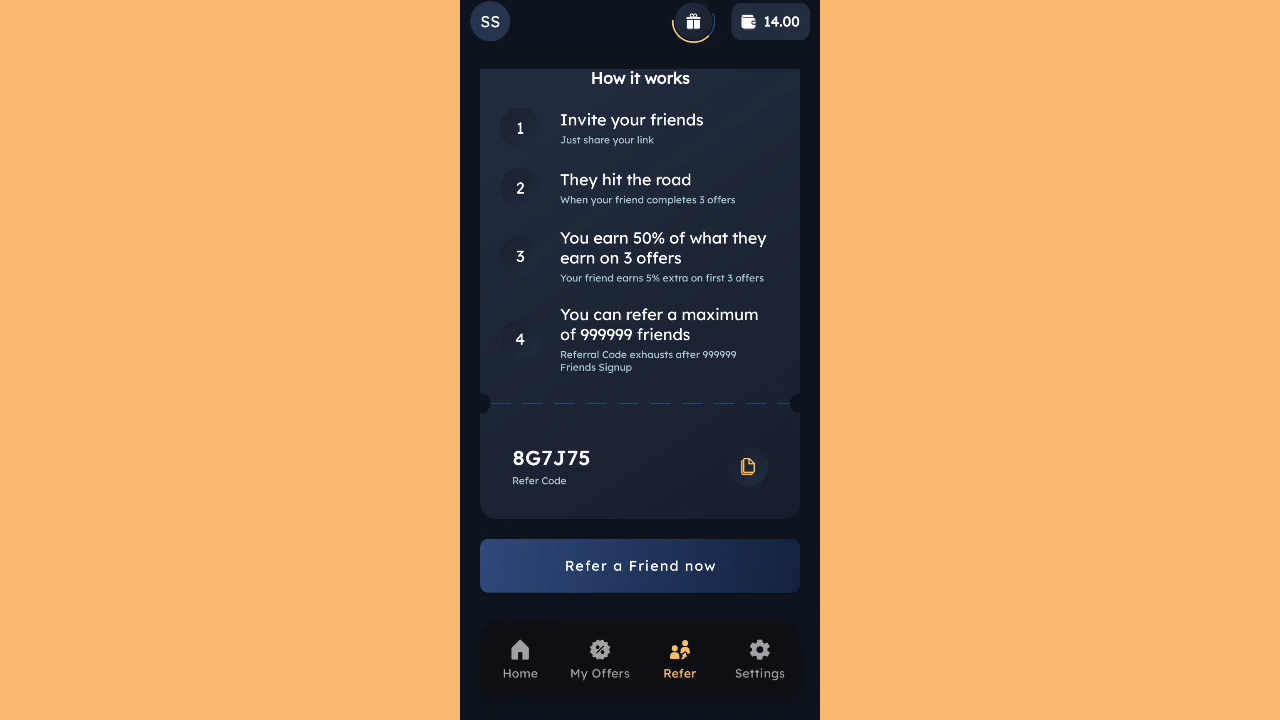 SS
14.00
How it works
1
Invite your friends
Just share your link
2
They hit the road
When your friend completes 3 offers
3
You earn 50% of what they
earn on 3 offers
Your friend earns 5% extra on first 3 offers
4
You can refer a maximum
of 999999 friends
Referral Code exhausts after 999999
Friends Signup
8G7J75
Refer Code
Refer a Friend now
Home
My Offers
Refer
Settings